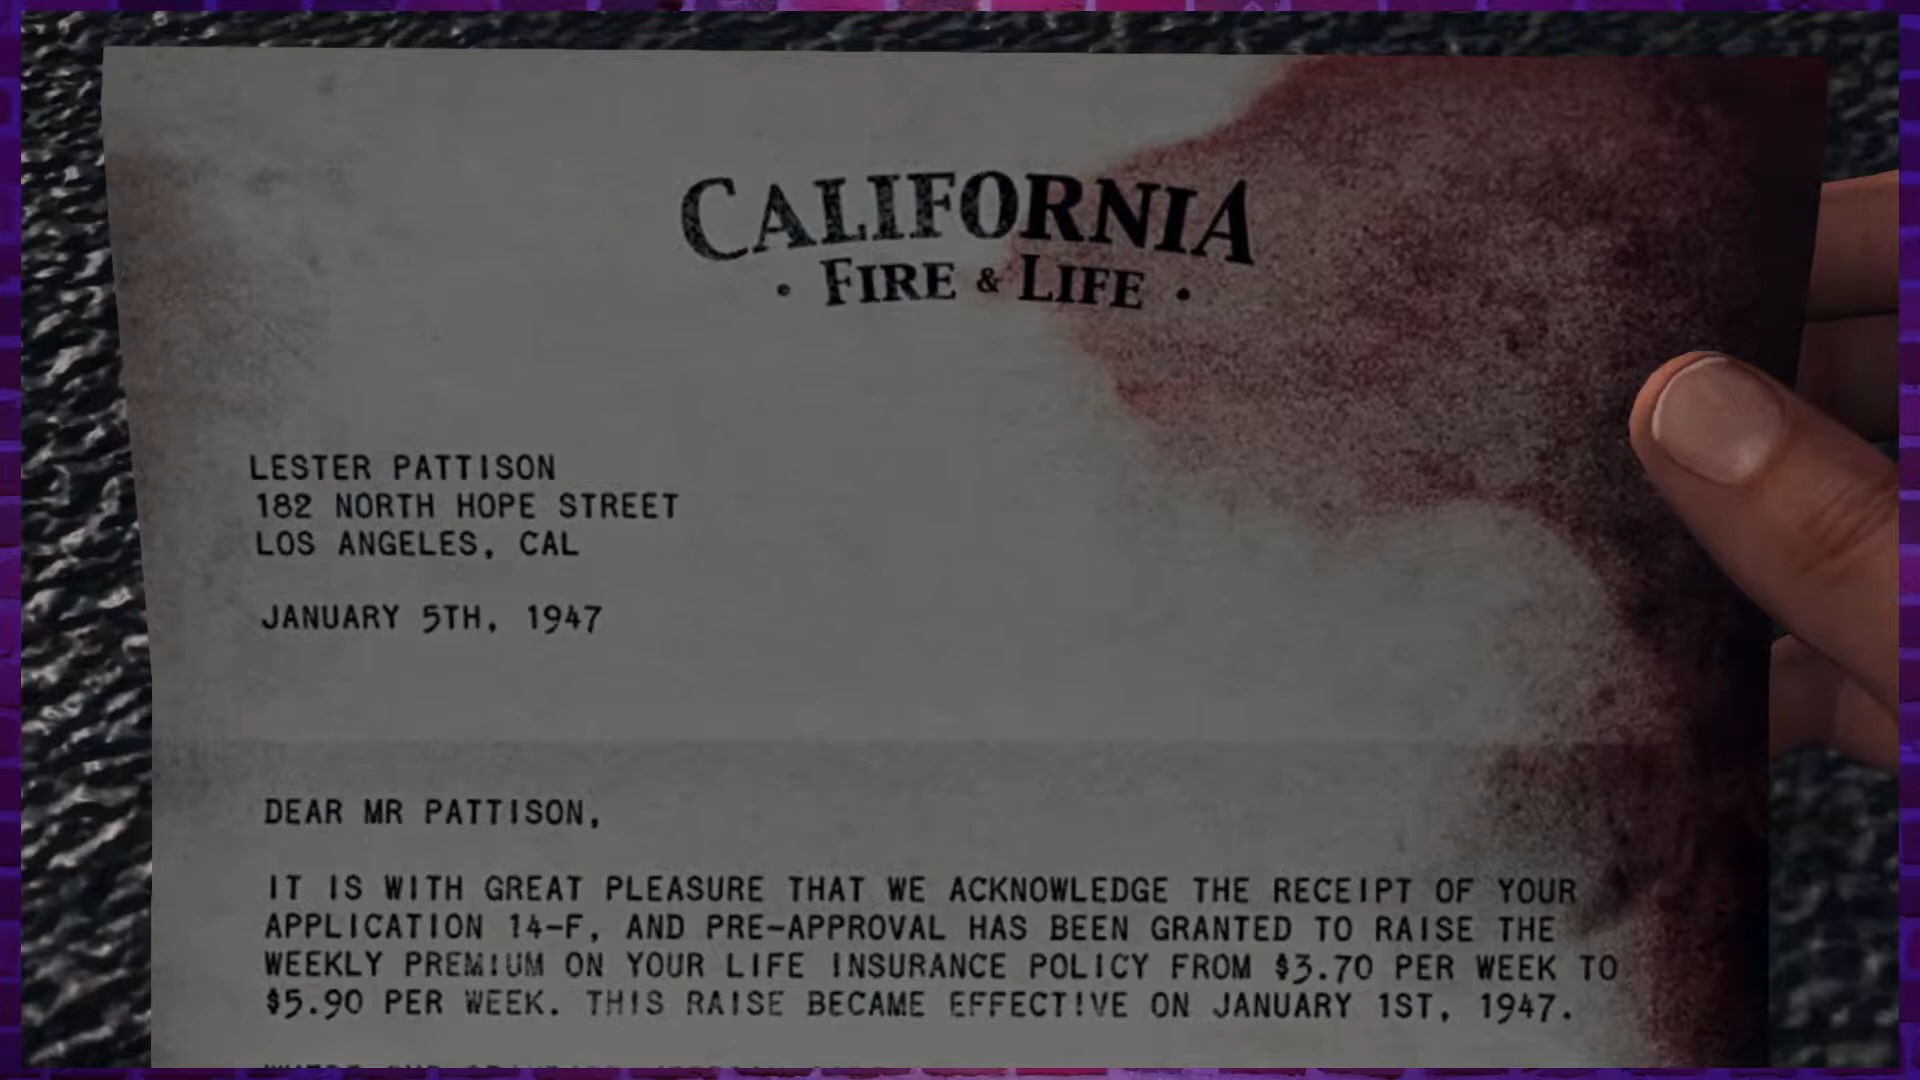 CALIFORNIA
• FIRE & LIFE •
LESTER PATTISON
182 NORTH HOPE STREET
LOS ANGELES, CAL
JANUARY 5TH, 1947
DEAR MR PATTISON,
IT IS WITH GREAT PLEASURE THAT WE ACKNOWLEDGE THE RECEIPT OF YOUR
APPLICATION 14-F, AND PRE-APPROVAL HAS BEEN GRANTED TO RAISE THE
WEEKLY PREMIUM ON YOUR LIFE INSURANCE POLICY FROM $3.70 PER WEEK TO
$5.90 PER WEEK. THIS RAISE BECAME EFFECTIVE ON JANUARY 1ST, 1947.